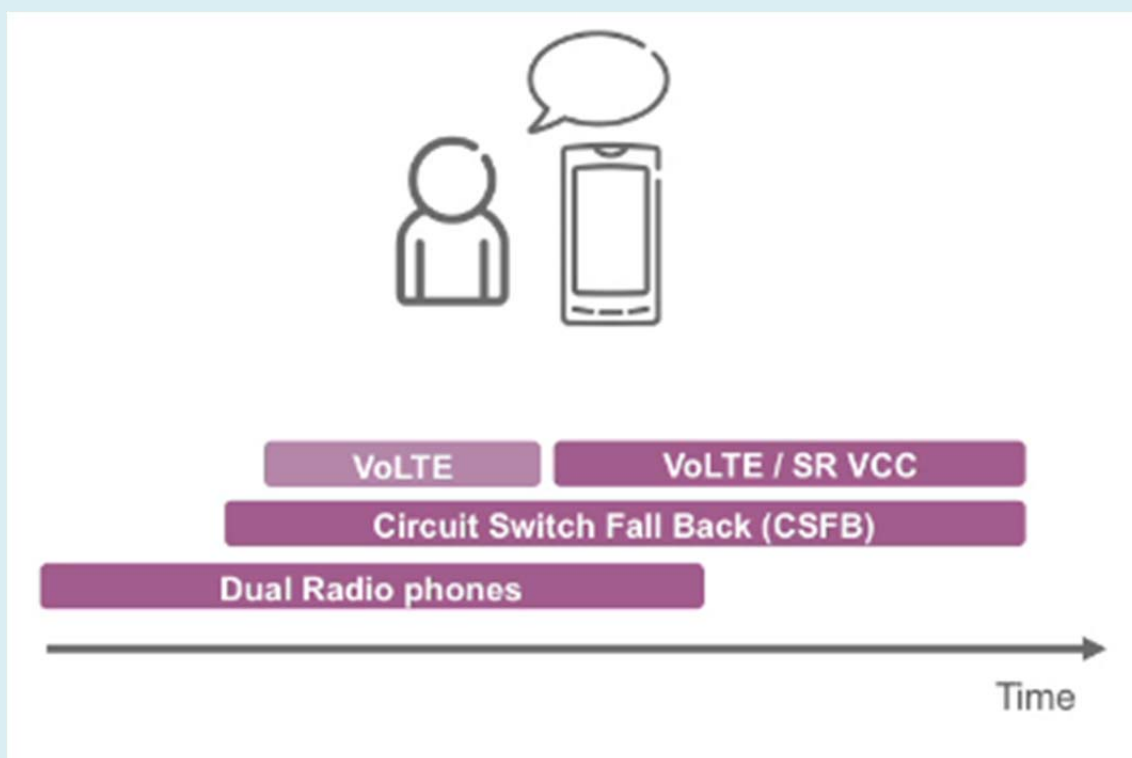 VoLTE
VoLTE / SR VCC
Circuit Switch Fall Back (CSFB)
Dual Radio phones
Time